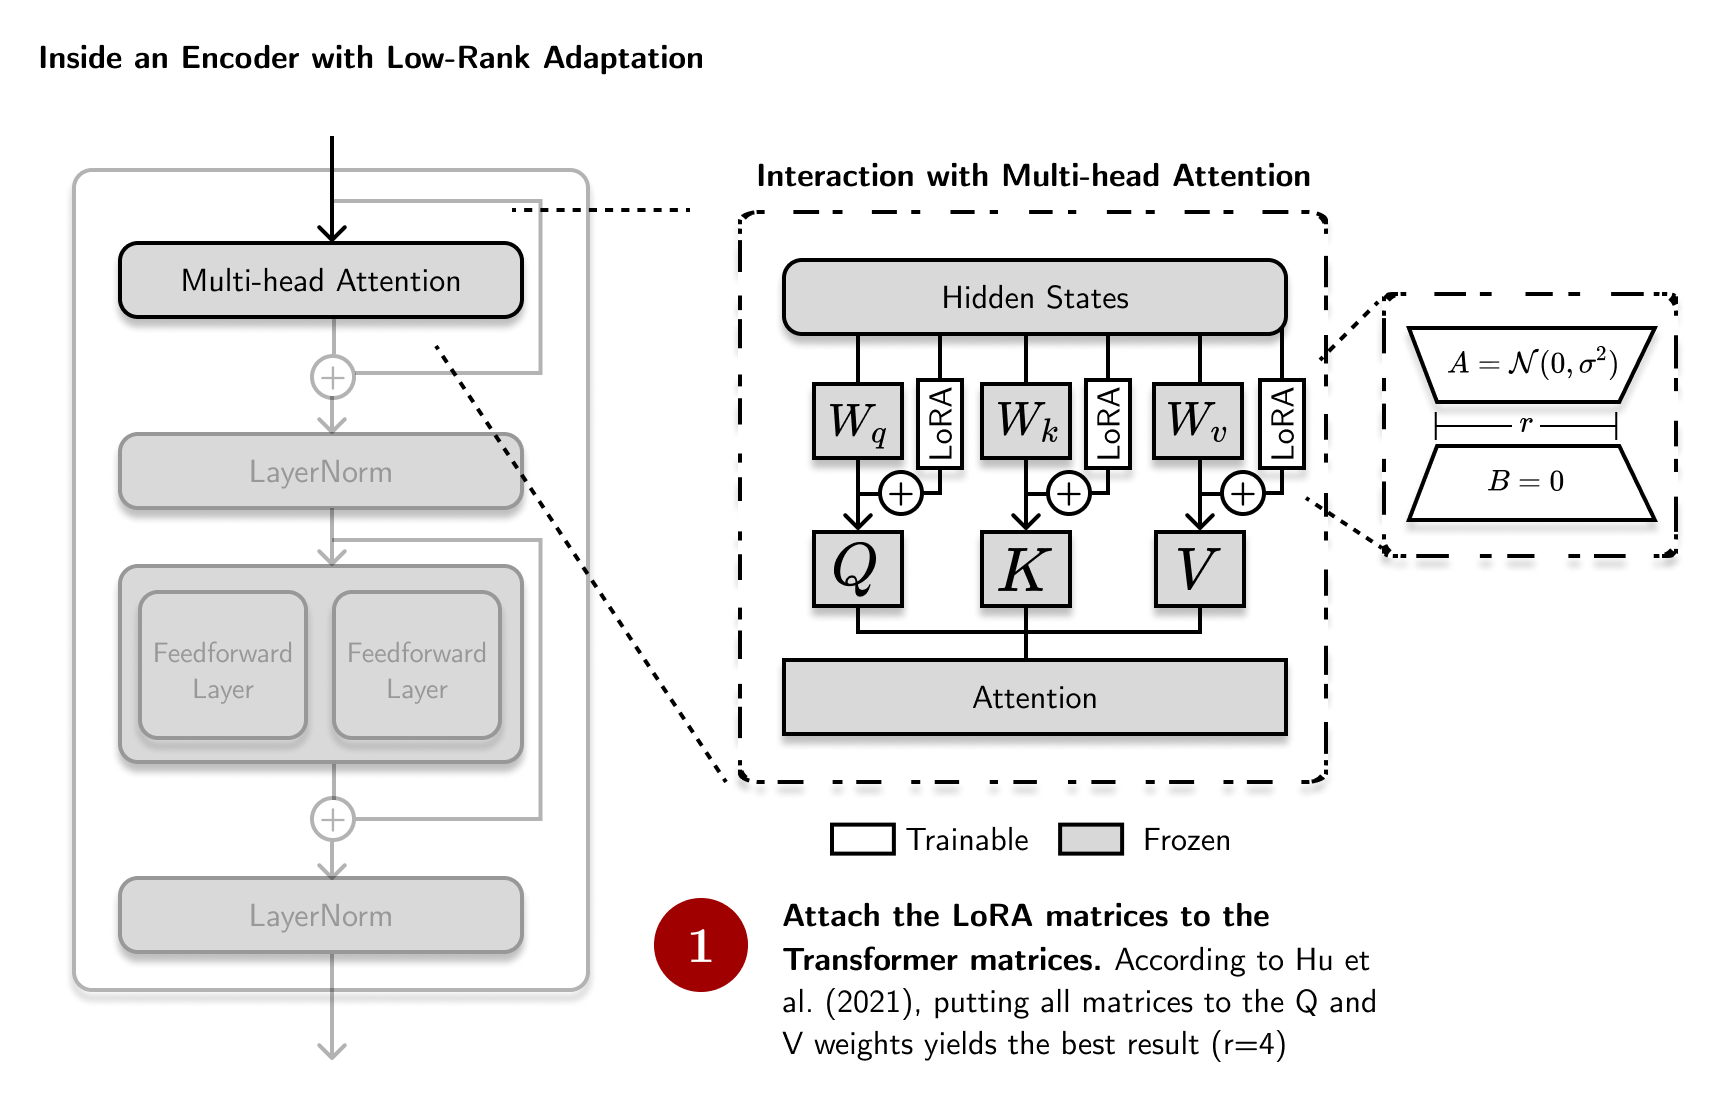 Inside an Encoder with Low-Rank Adaptation
Multi-head Attention
+
LayerNorm
Feedforward
Layer
Feedforward
Layer
+
LayerNorm
Interaction with Multi-head Attention
Hidden States
W_q
LoRA
W_k
LoRA
W_v
LoRA
+
+
+
Q
K
V
Attention
A = 𝒩(0, σ²)
r
B = 0
Trainable
Frozen
1
Attach the LoRA matrices to the
Transformer matrices. According to Hu et
al. (2021), putting all matrices to the Q and
V weights yields the best result (r=4)